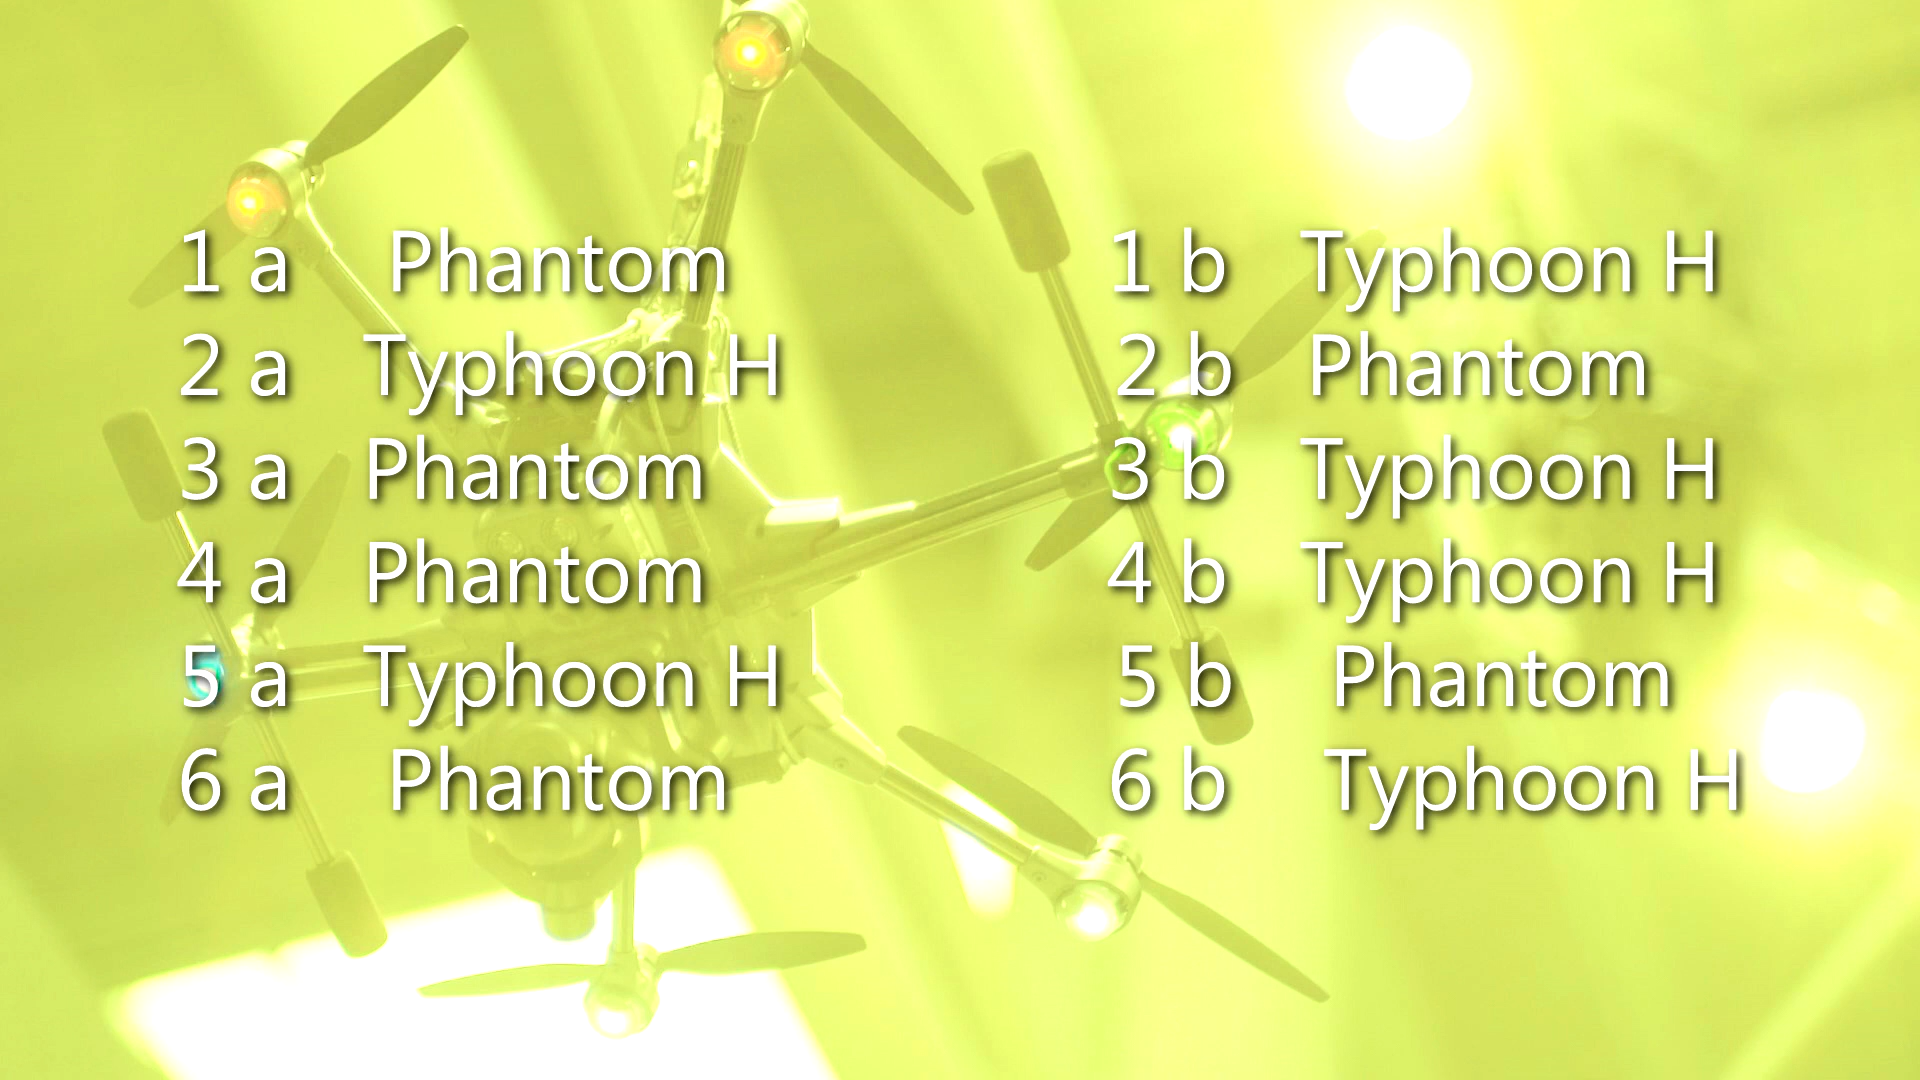 1 a Phantom
2 a Typhoon H
3 a Phantom
4 a Phantom
5 a Typhoon H
6 a Phantom
1 b Typhoon H
2 b Phantom
3 b Typhoon H
4 b Typhoon H
5 b Phantom
6 b Typhoon H